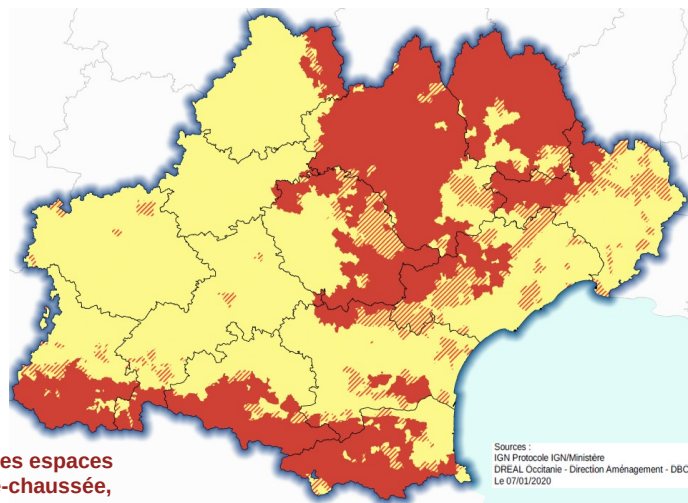 es espaces
-chaussée,
Sources :
IGN Protocole IGN/Ministère
DREAL Occitanie - Direction Aménagement - DBC
Le 07/01/2020